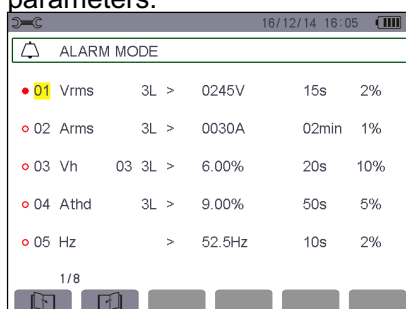 parameters.
16/12/14 16:05
ALARM MODE
01 Vrms 3L > 0245V 15s 2%
02 Arms 3L > 0030A 02min 1%
03 Vh 03 3L > 6.00% 20s 10%
04 Athd 3L > 9.00% 50s 5%
05 Hz > 52.5Hz 10s 2%
1/8